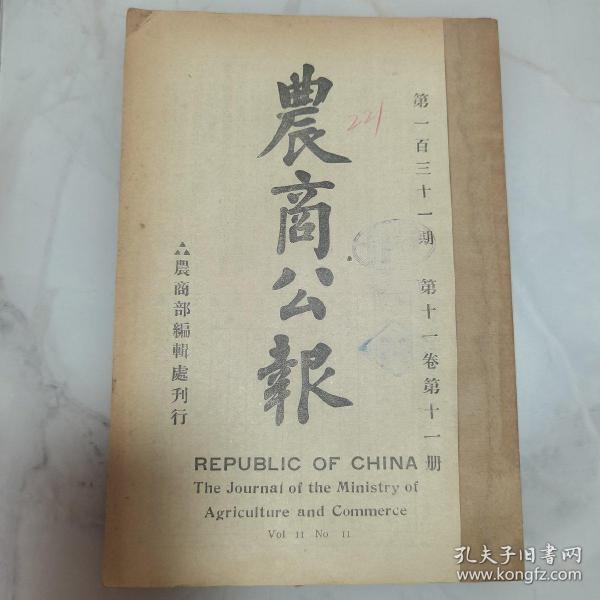 第一百三十一期 第十一卷第十一册
農商公報
221
農商部編輯處刊行
REPUBLIC OF CHINA
The Journal of the Ministry of
Agriculture and Commerce
Vol 11 No 11
孔夫子旧书网
www.kongfz.com